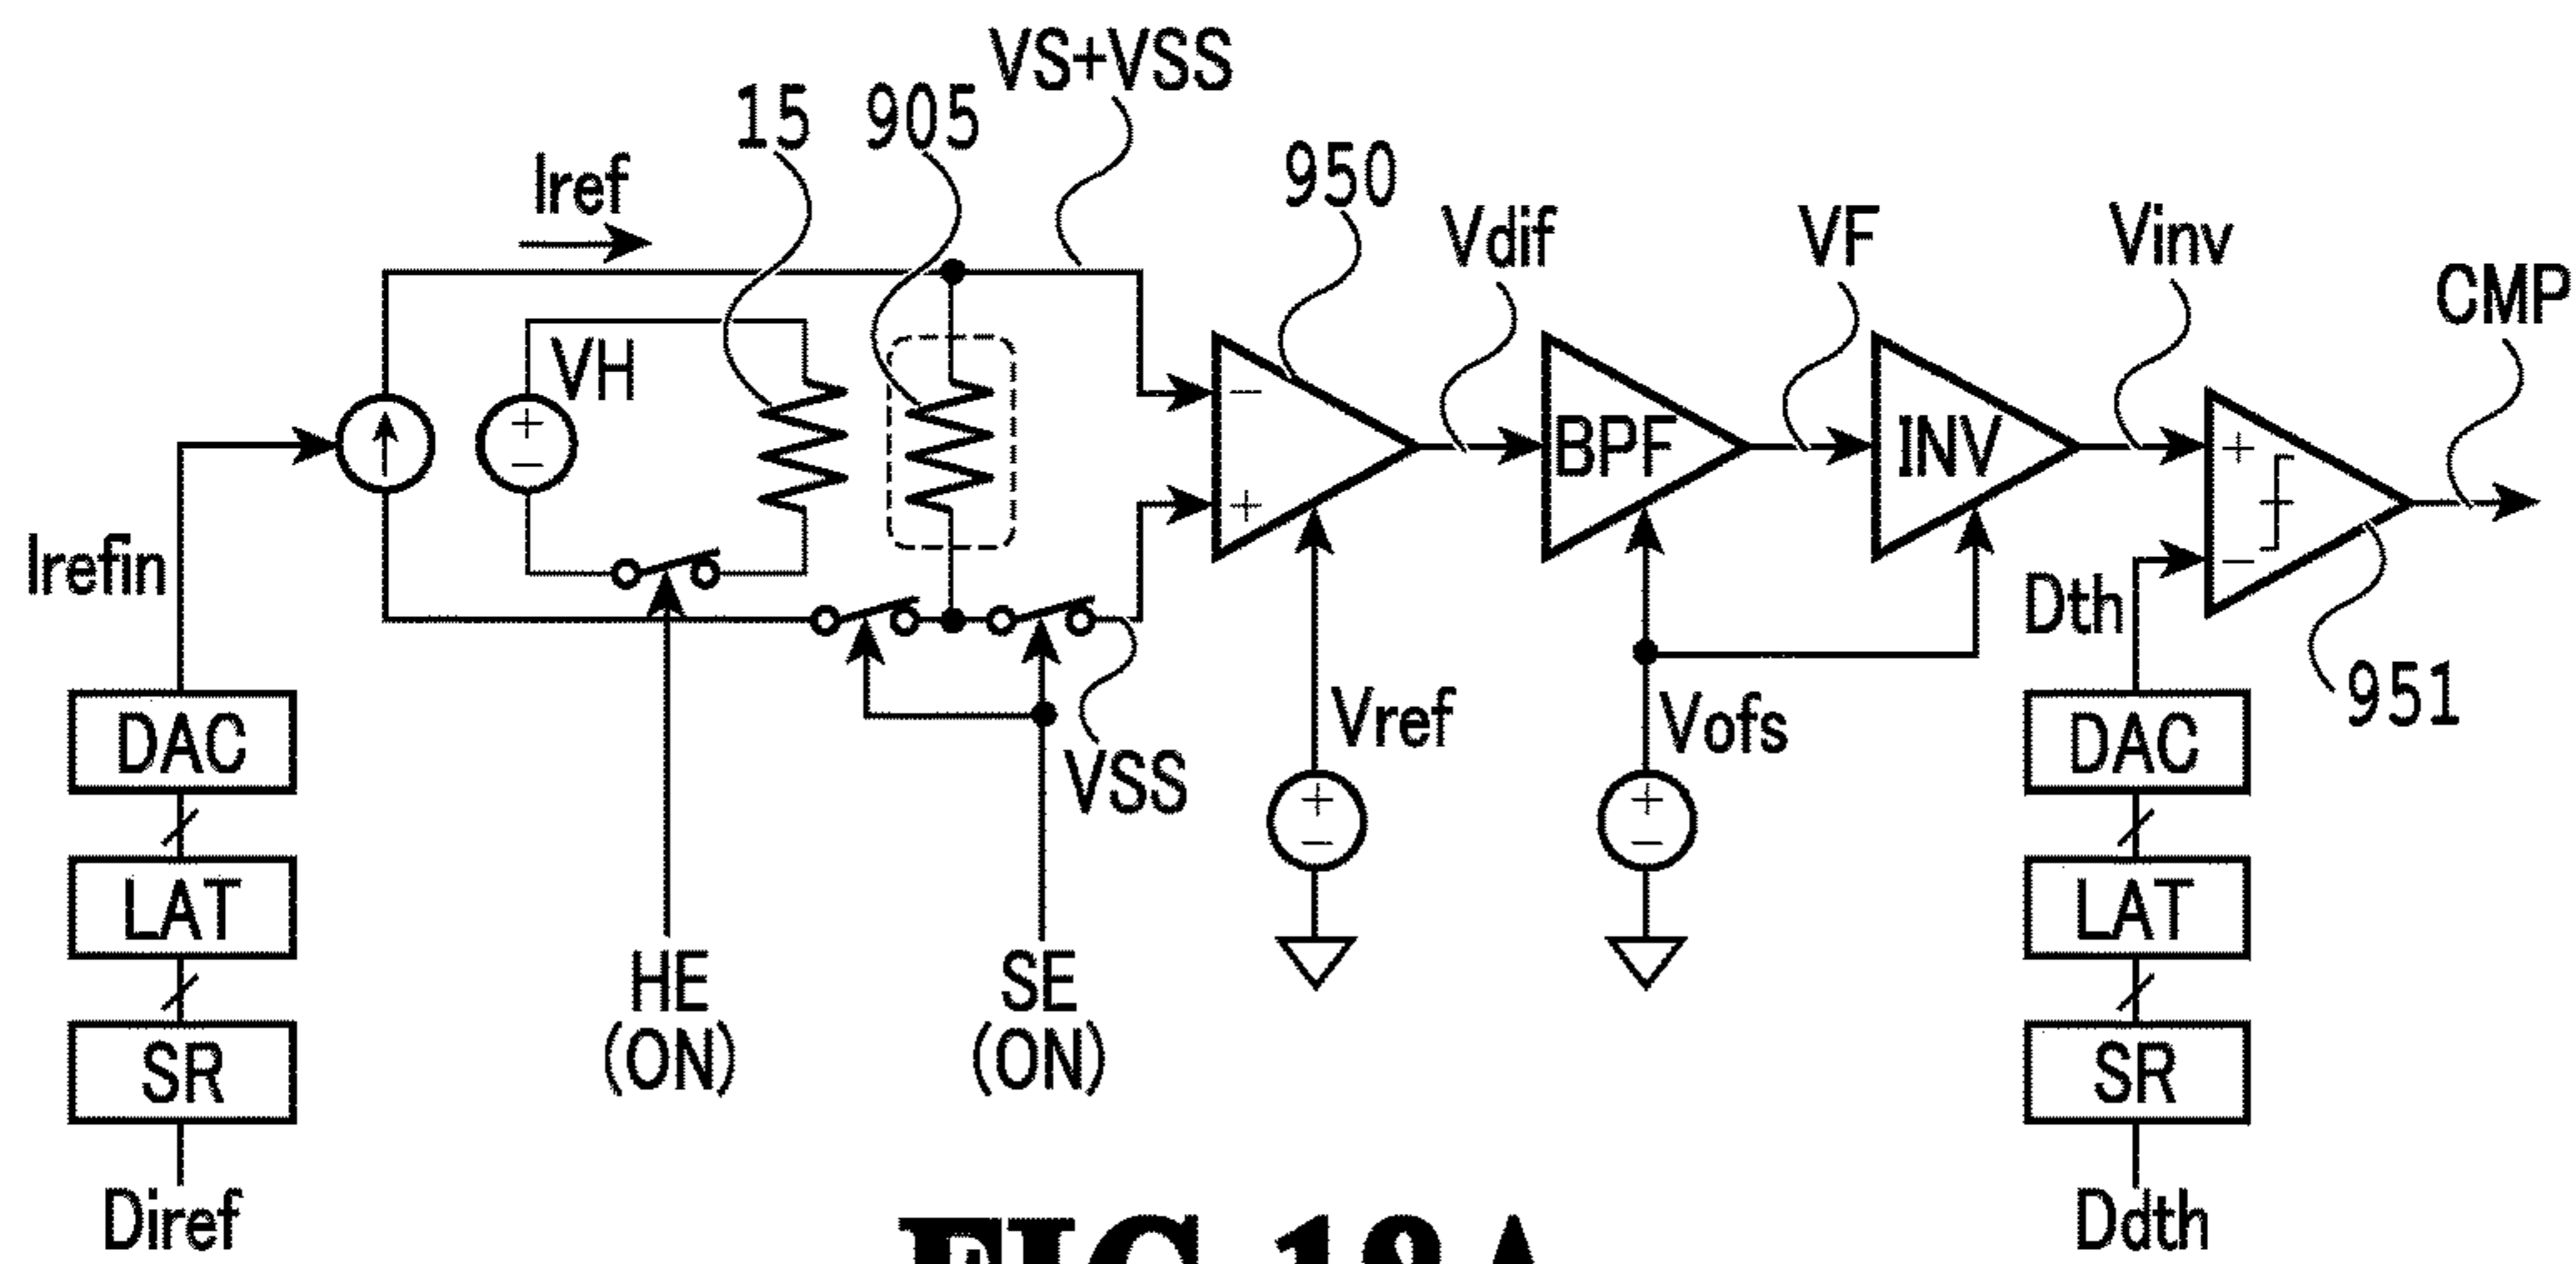 VS+VSS
15
905
Iref
950
Vdif
VF
Vinv
CMP
VH
+
−
−
+
BPF
INV
+
−
Irefin
Dth
951
DAC
LAT
SR
Diref
HE
(ON)
SE
(ON)
VSS
Vref
+
−
Vofs
+
−
DAC
LAT
SR
Ddth